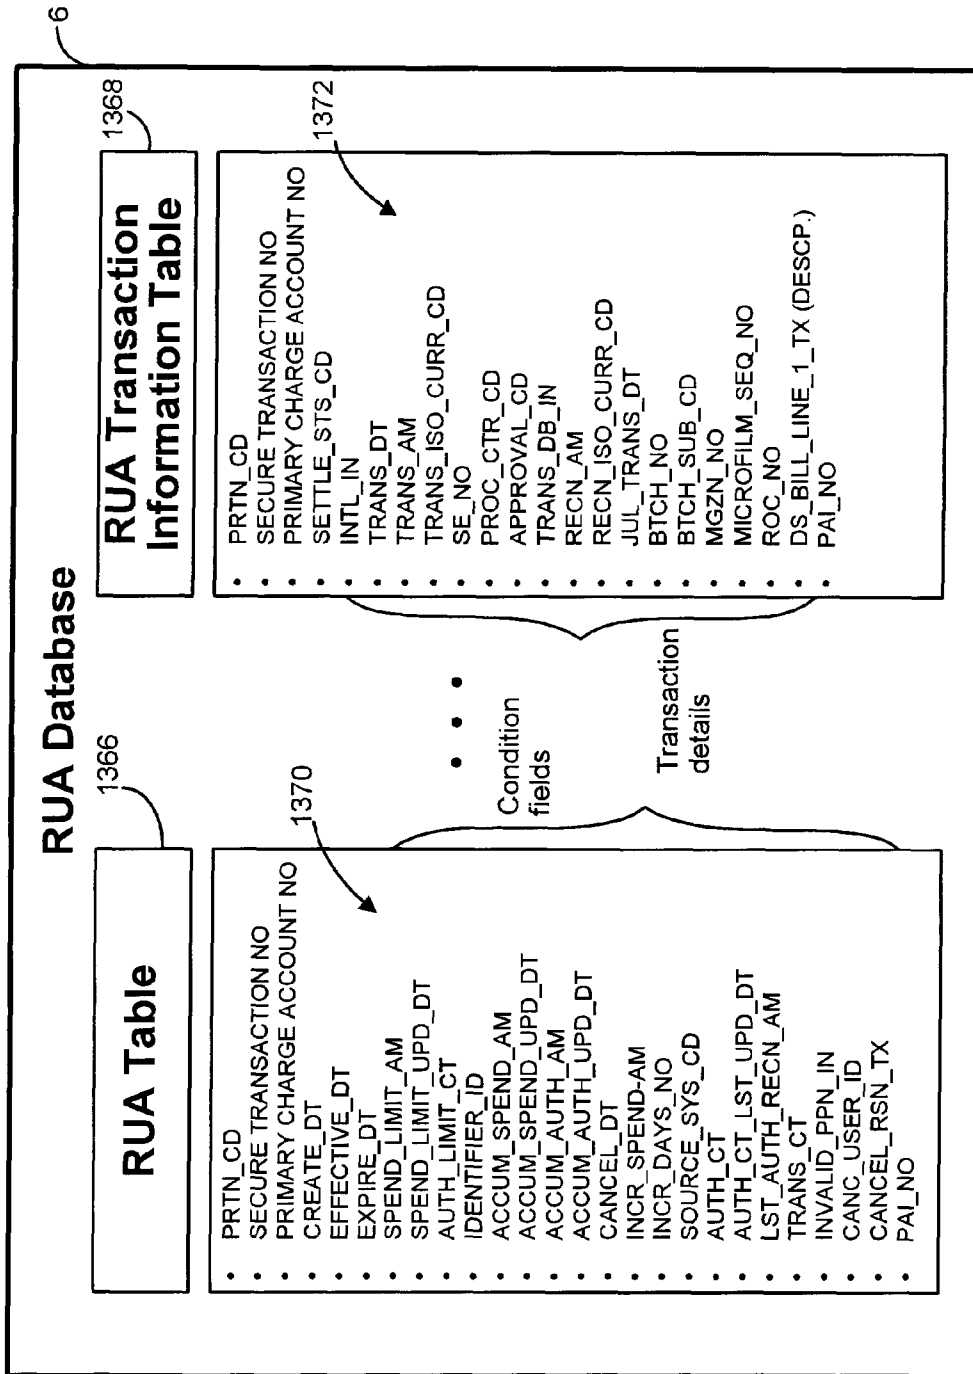 6
RUA Database
1366
RUA Table
1370
• PRTN_CD
• SECURE TRANSACTION NO
• PRIMARY CHARGE ACCOUNT NO
• CREATE_DT
• EFFECTIVE_DT
• EXPIRE_DT
• SPEND_LIMIT_AM
• SPEND_LIMIT_UPD_DT
• AUTH_LIMIT_CT
• IDENTIFIER_ID
• ACCUM_SPEND_AM
• ACCUM_SPEND_UPD_DT
• ACCUM_AUTH_AM
• ACCUM_AUTH_UPD_DT
• CANCEL_DT
• INCR_SPEND-AM
• INCR_DAYS_NO
• SOURCE_SYS_CD
• AUTH_CT
• AUTH_CT_LST_UPD_DT
• LST_AUTH_RECN_AM
• TRANS_CT
• INVALID_PPN_IN
• CANC_USER_ID
• CANCEL_RSN_TX
• PAI_NO
• • •
Condition
fields
Transaction
details
1368
RUA Transaction
Information Table
1372
• PRTN_CD
• SECURE TRANSACTION NO
• PRIMARY CHARGE ACCOUNT NO
• SETTLE_STS_CD
• INTL_IN
• TRANS_DT
• TRANS_AM
• TRANS_ISO_CURR_CD
• SE_NO
• PROC_CTR_CD
• APPROVAL_CD
• TRANS_DB_IN
• RECN_AM
• RECN_ISO_CURR_CD
• JUL_TRANS_DT
• BTCH_NO
• BTCH_SUB_CD
• MGZN_NO
• MICROFILM_SEQ_NO
• ROC_NO
• DS_BILL_LINE_1_TX (DESCP.)
• PAI_NO